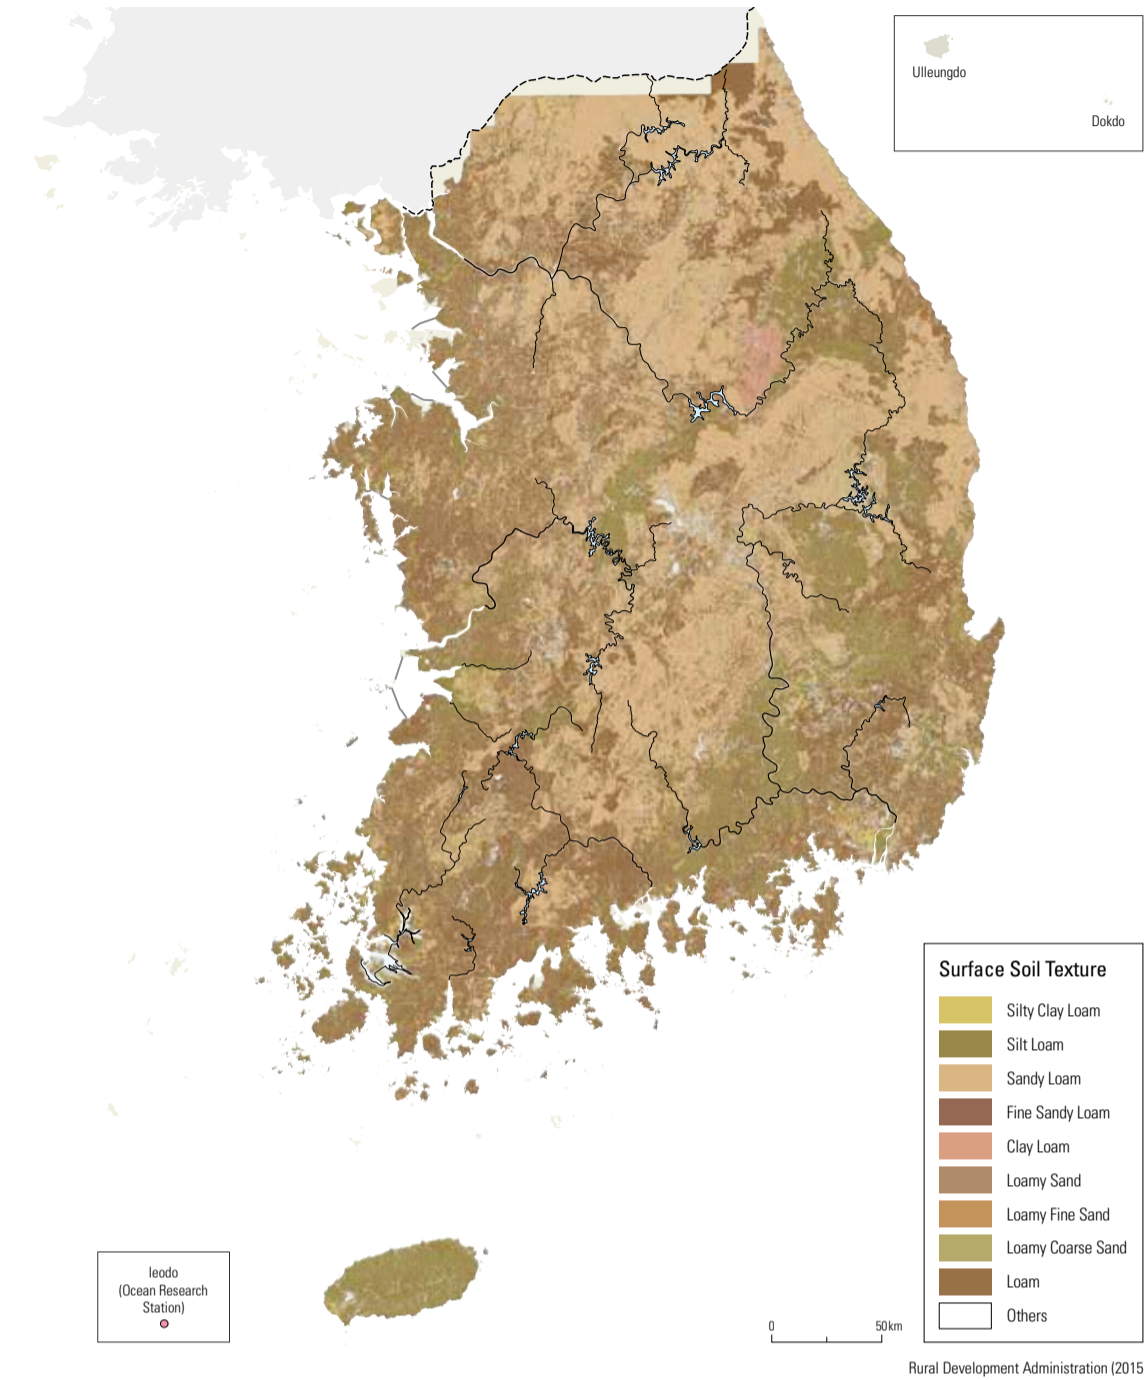 Ulleungdo
Dokdo
Surface Soil Texture
Silty Clay Loam
Silt Loam
Sandy Loam
Fine Sandy Loam
Clay Loam
Loamy Sand
Loamy Fine Sand
Loamy Coarse Sand
Loam
Others
Ieodo
(Ocean Research
Station)
0
50km
Rural Development Administration (2015